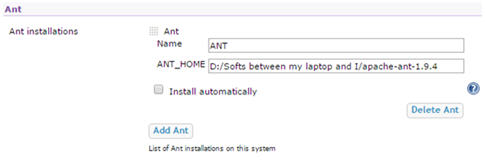 Ant
Ant installations
Ant
Name
ANT
ANT_HOME
D:/Softs between my laptop and I/apache-ant-1.9.4
Install automatically
?
Delete Ant
Add Ant
List of Ant installations on this system